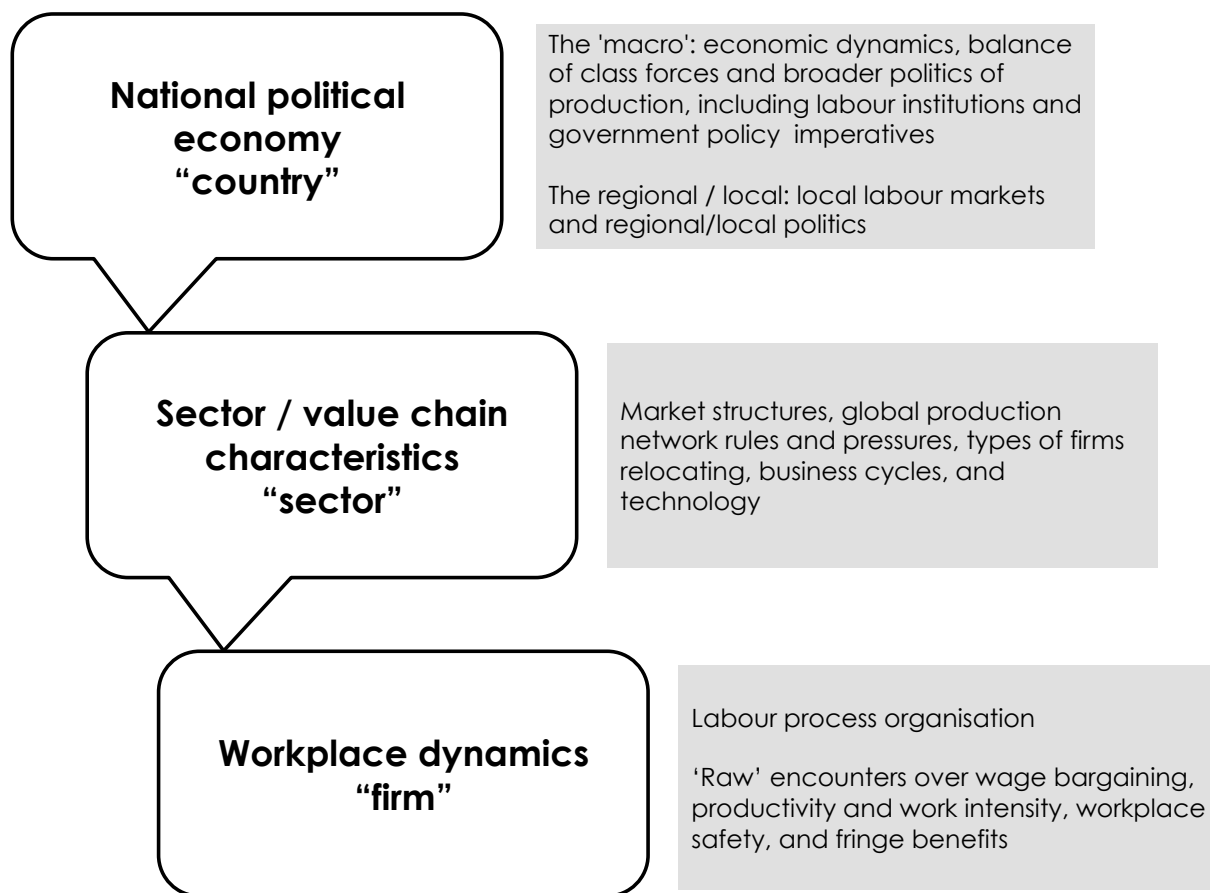 National political
economy
“country”
The 'macro': economic dynamics, balance
of class forces and broader politics of
production, including labour institutions and
government policy  imperatives
The regional / local: local labour markets
and regional/local politics
Sector / value chain
characteristics
“sector”
Market structures, global production
network rules and pressures, types of firms
relocating, business cycles, and
technology
Workplace dynamics
“firm”
Labour process organisation
‘Raw’ encounters over wage bargaining,
productivity and work intensity, workplace
safety, and fringe benefits